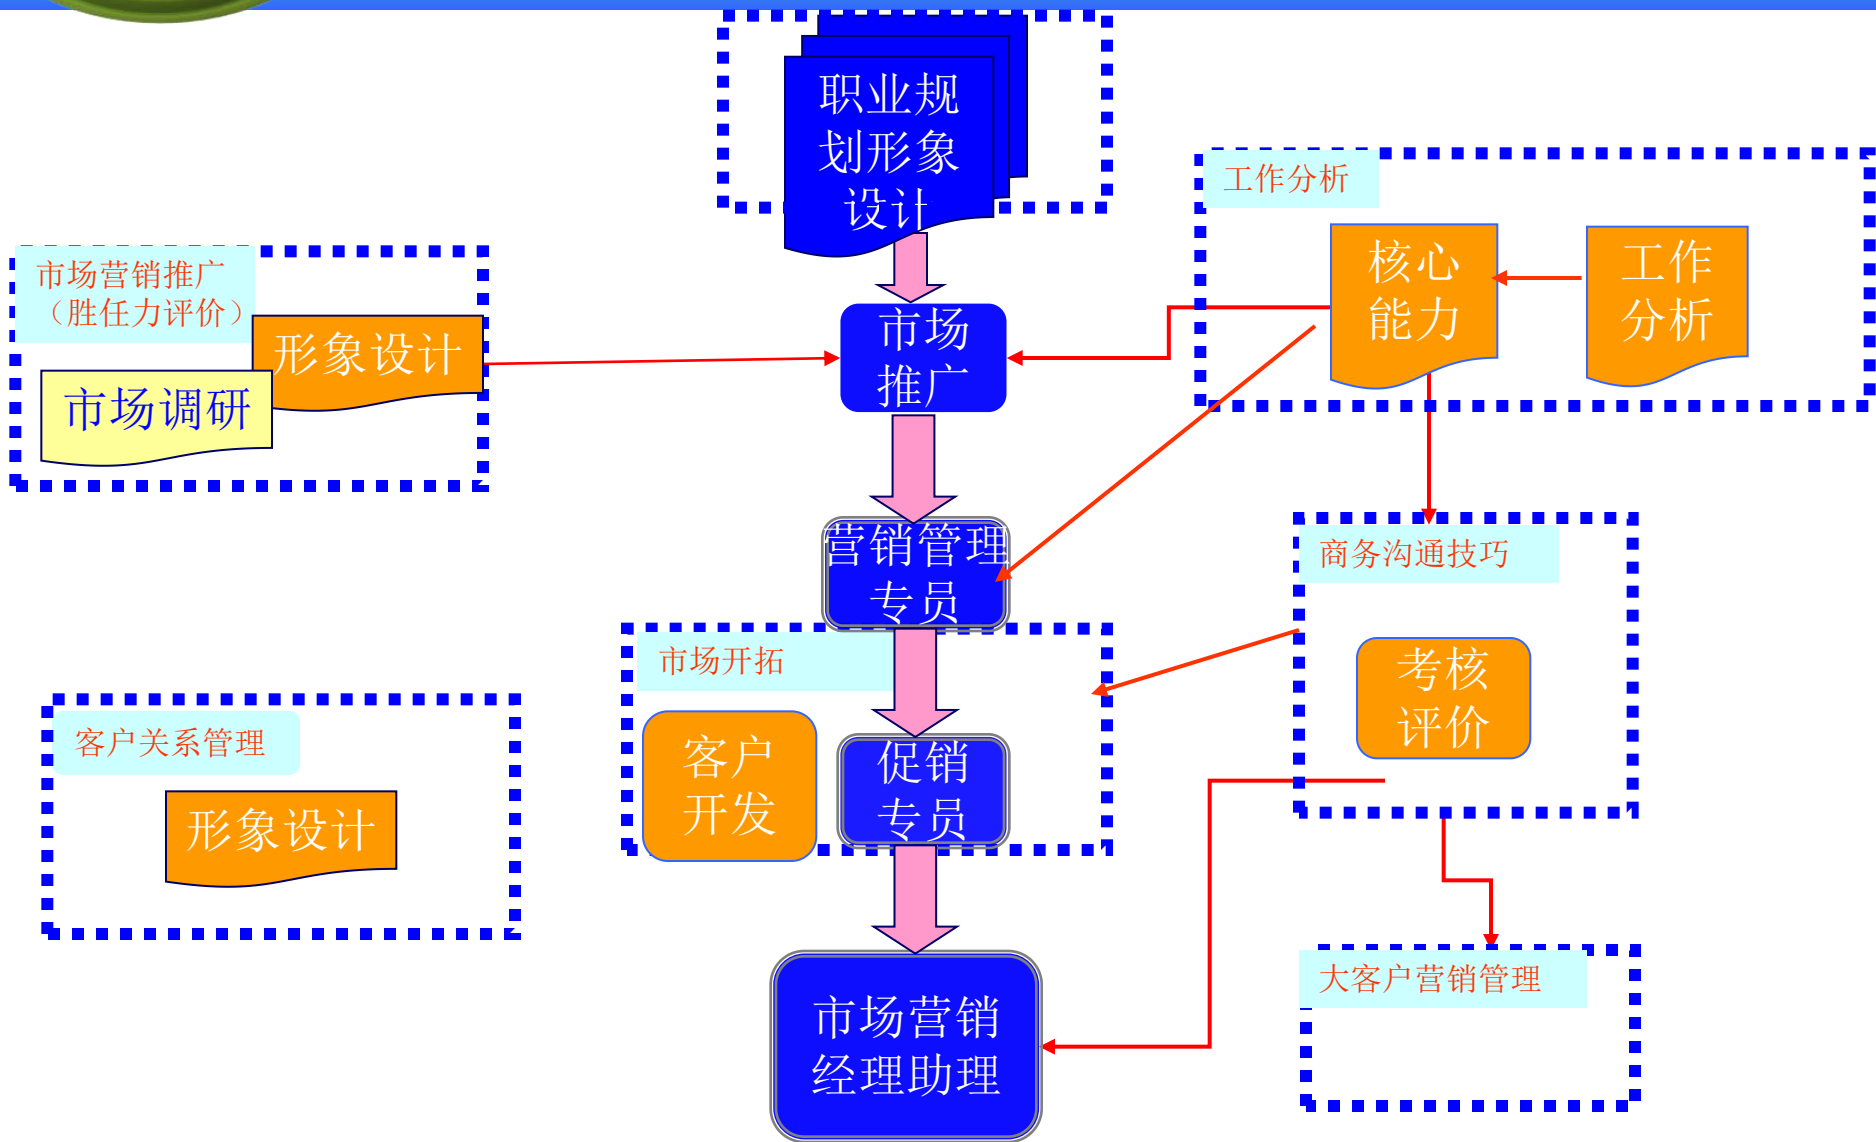 职业规
划形象
设计
工作分析
核心
能力
工作
分析
市场营销推广
（胜任力评价）
形象设计
市场调研
市场
推广
营销管理
专员
商务沟通技巧
考核
评价
市场开拓
客户
开发
促销
专员
客户关系管理
形象设计
市场营销
经理助理
大客户营销管理